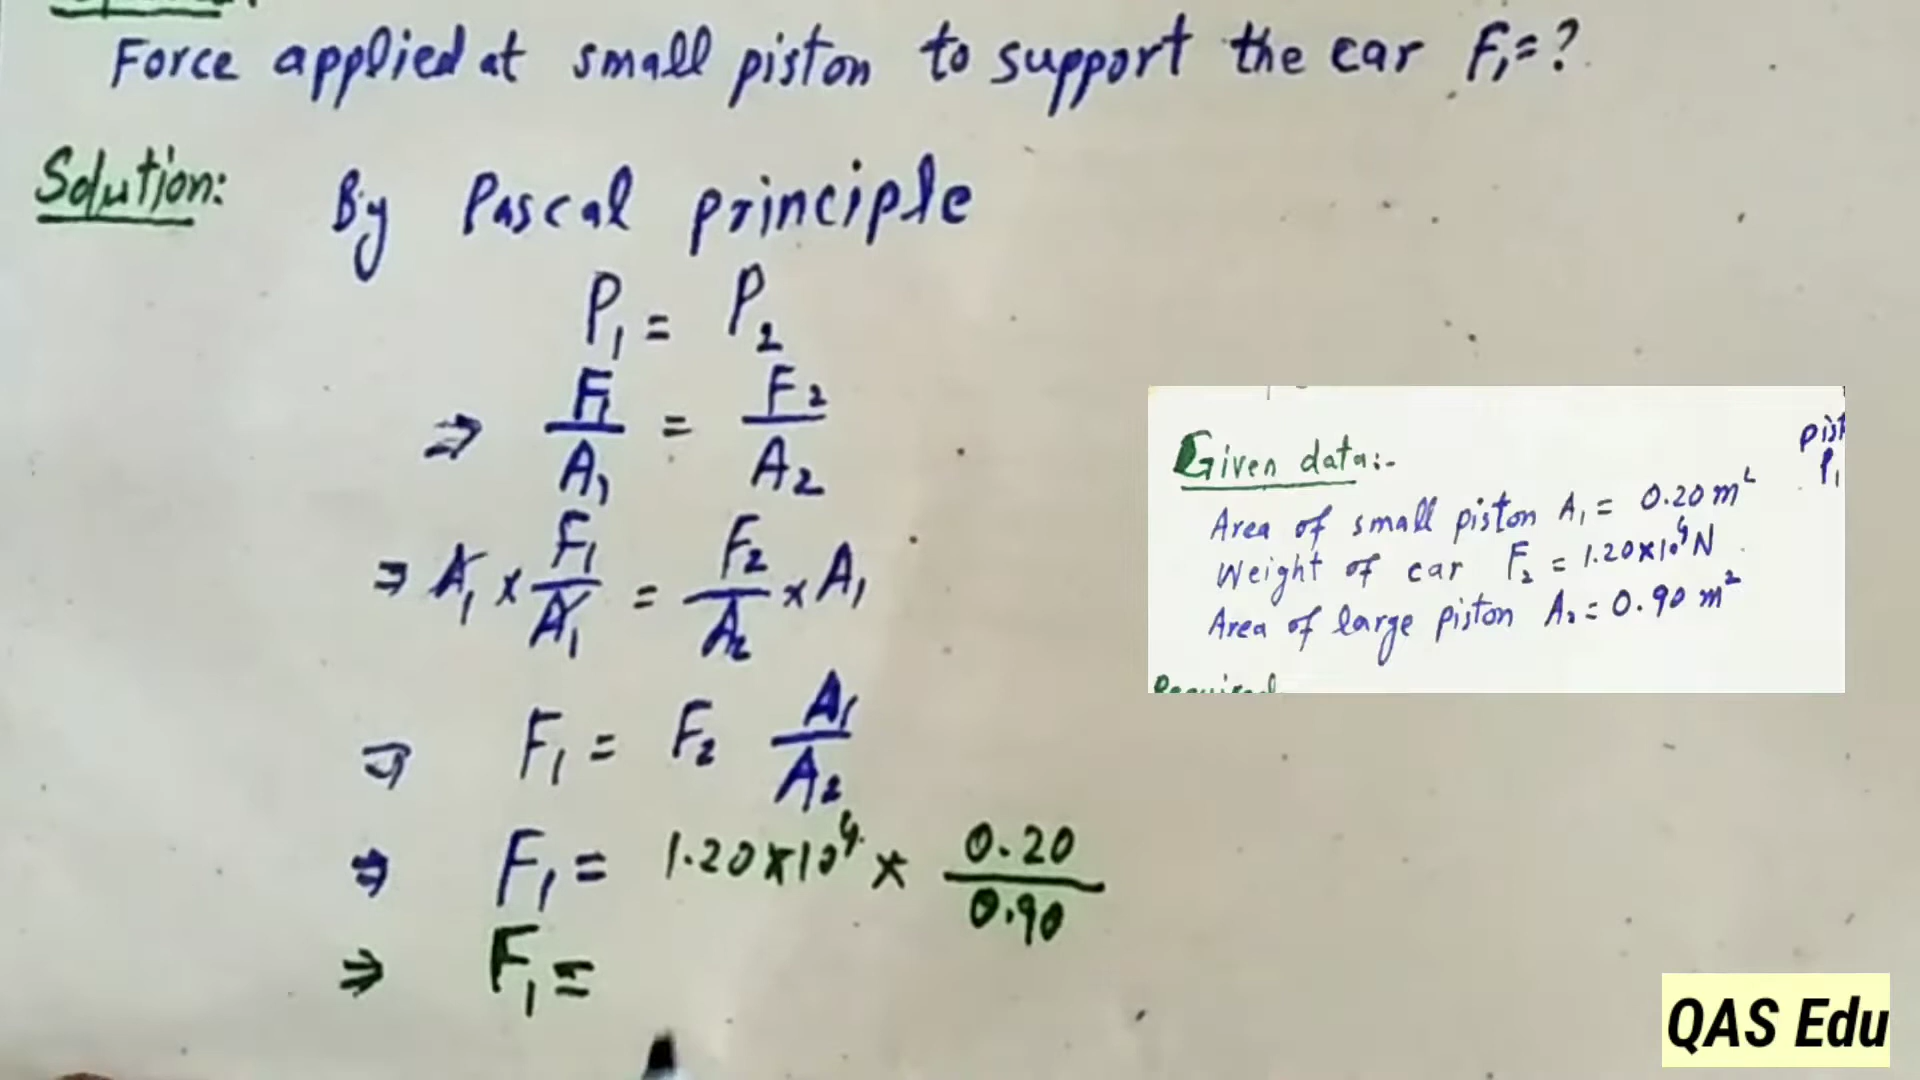 Force applied at small piston to support the car F₁=?
Solution: By Pascal principle
P₁ = P₂
⇒ F₁/A₁ = F₂/A₂
⇒ A₁ × F₁/A₁ = F₂/A₂ × A₁
⇒ F₁ = F₂ A₁/A₂
⇒ F₁ = 1.20×10⁴ × 0.20/0.90
⇒ F₁ =
Given data:-
Area of small piston A₁ = 0.20 m²
Weight of car F₂ = 1.20×10⁴ N
Area of large piston A₂ = 0.90 m²
pist
P₁
QAS Edu